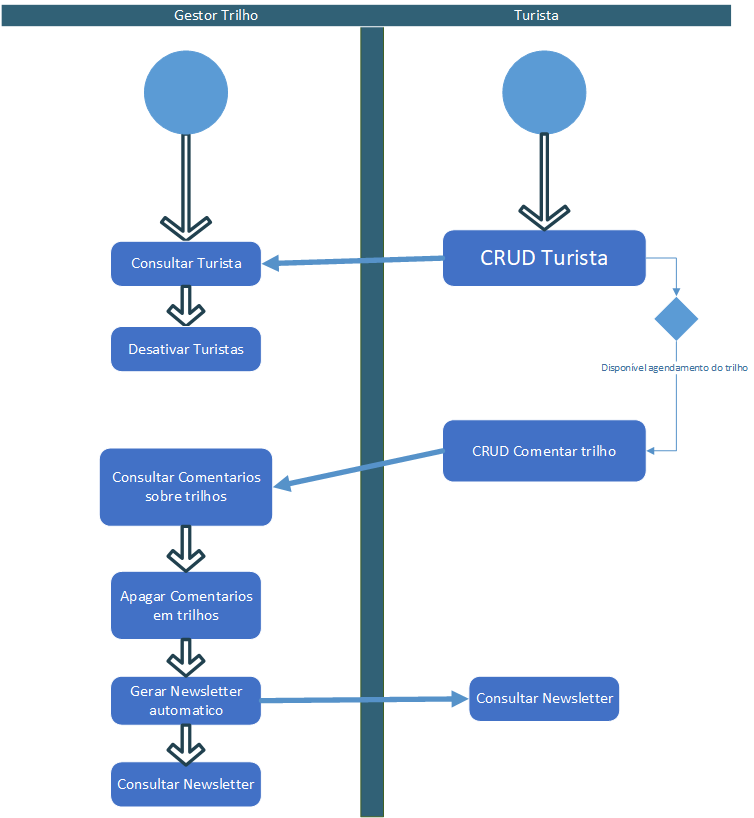 Gestor Trilho
Turista
CRUD Turista
Consultar Turista
Desativar Turistas
Disponível agendamento do trilho
CRUD Comentar trilho
Consultar Comentarios
sobre trilhos
Apagar Comentarios
em trilhos
Gerar Newsletter
automatico
Consultar Newsletter
Consultar Newsletter